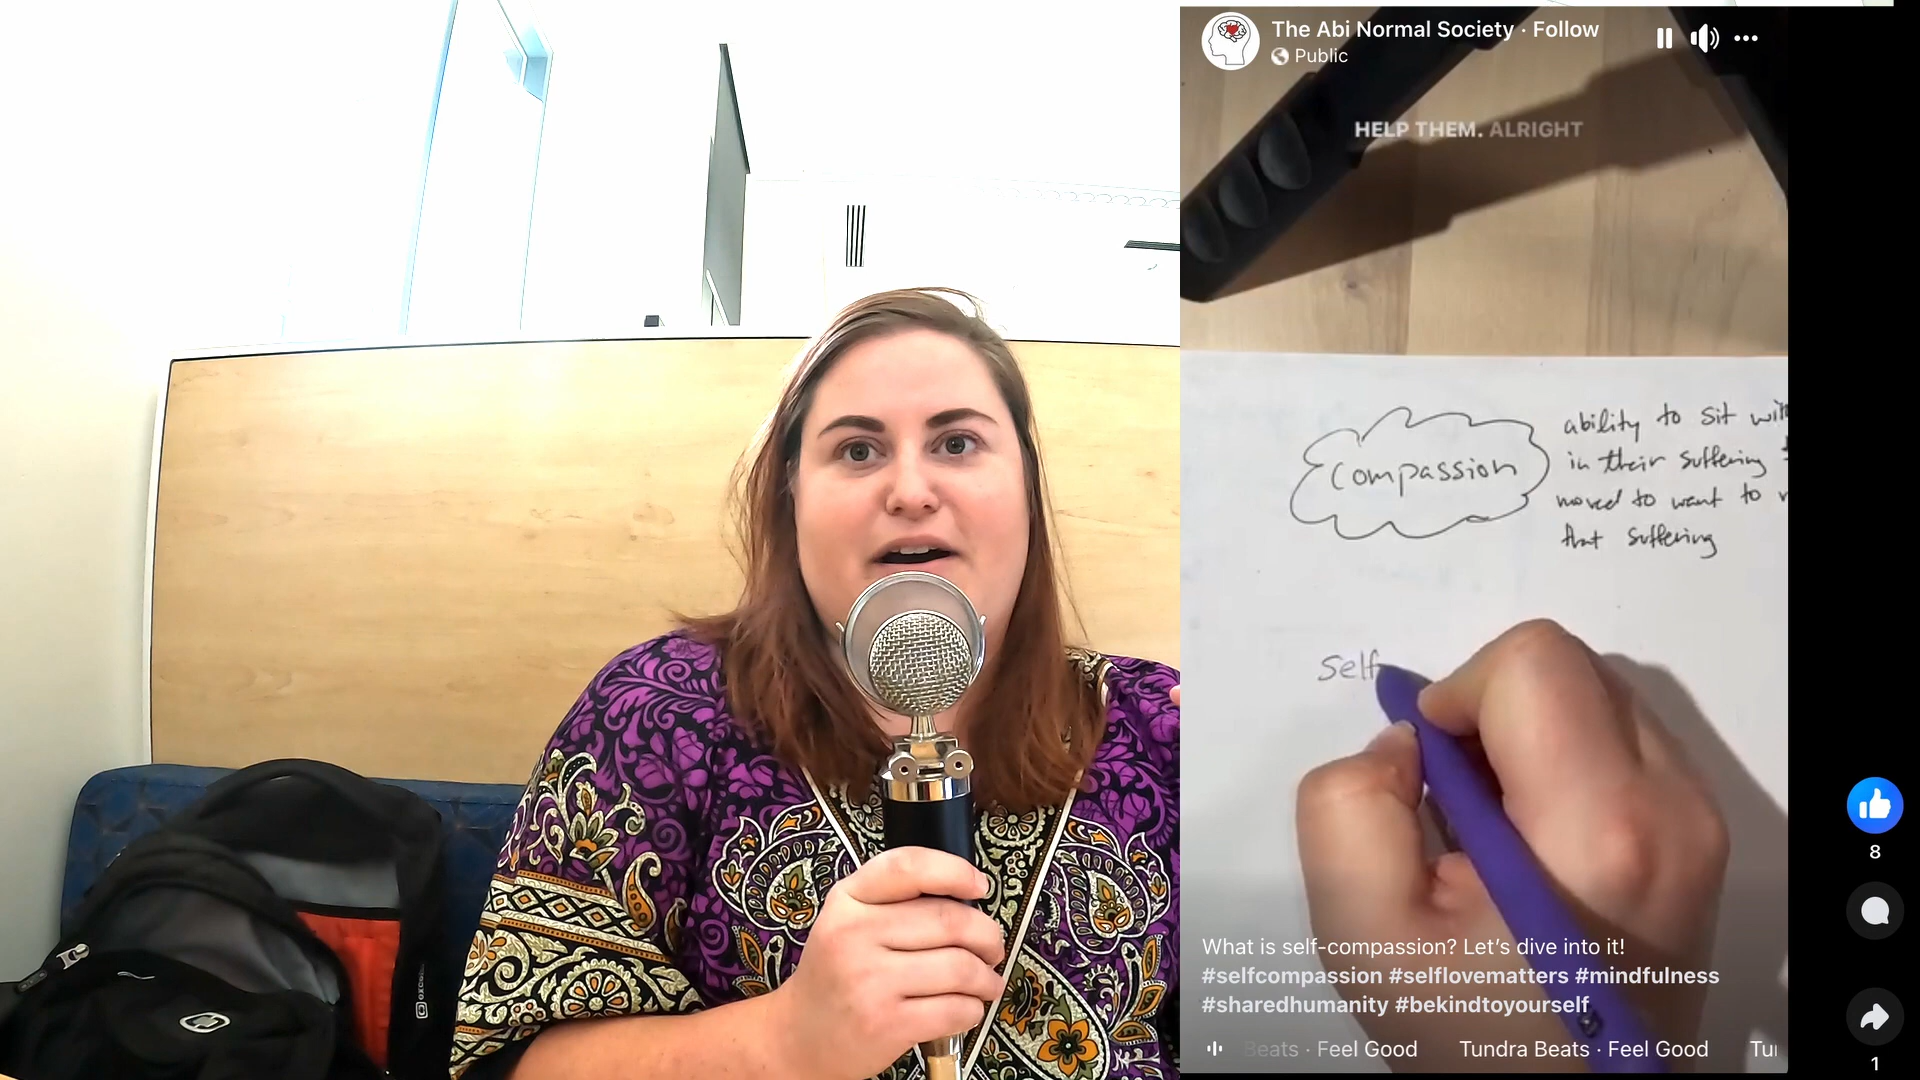 The Abi Normal Society · Follow
Public
HELP THEM. ALRIGHT
Compassion
ability to sit with
in their suffering
moved to want to
that suffering
Self
What is self-compassion? Let's dive into it!
#selfcompassion #selflovematters #mindfulness
#sharedhumanity #bekindtoyourself
Beats · Feel Good Tundra Beats · Feel Good
8
1